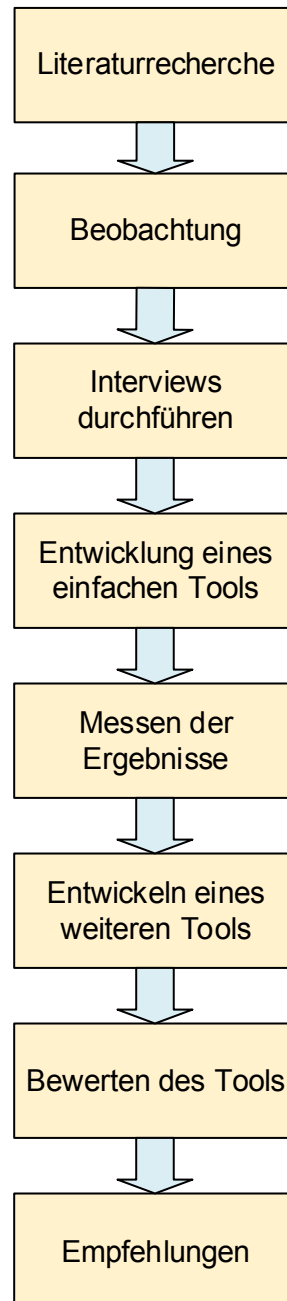 Literaturrecherche
Beobachtung
Interviews
durchführen
Entwicklung eines
einfachen Tools
Messen der
Ergebnisse
Entwickeln eines
weiteren Tools
Bewerten des Tools
Empfehlungen